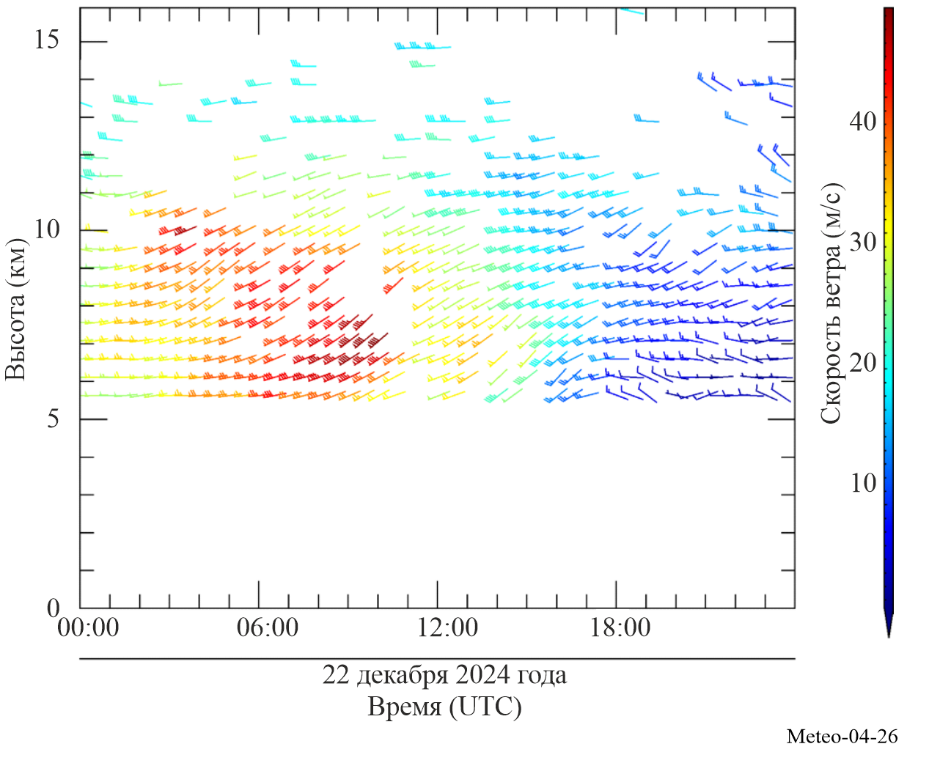 15
10
5
0
Высота (км)
00:00 06:00 12:00 18:00
22 декабря 2024 года
Время (UTC)
40
30
20
10
Скорость ветра (м/с)
Meteo-04-26